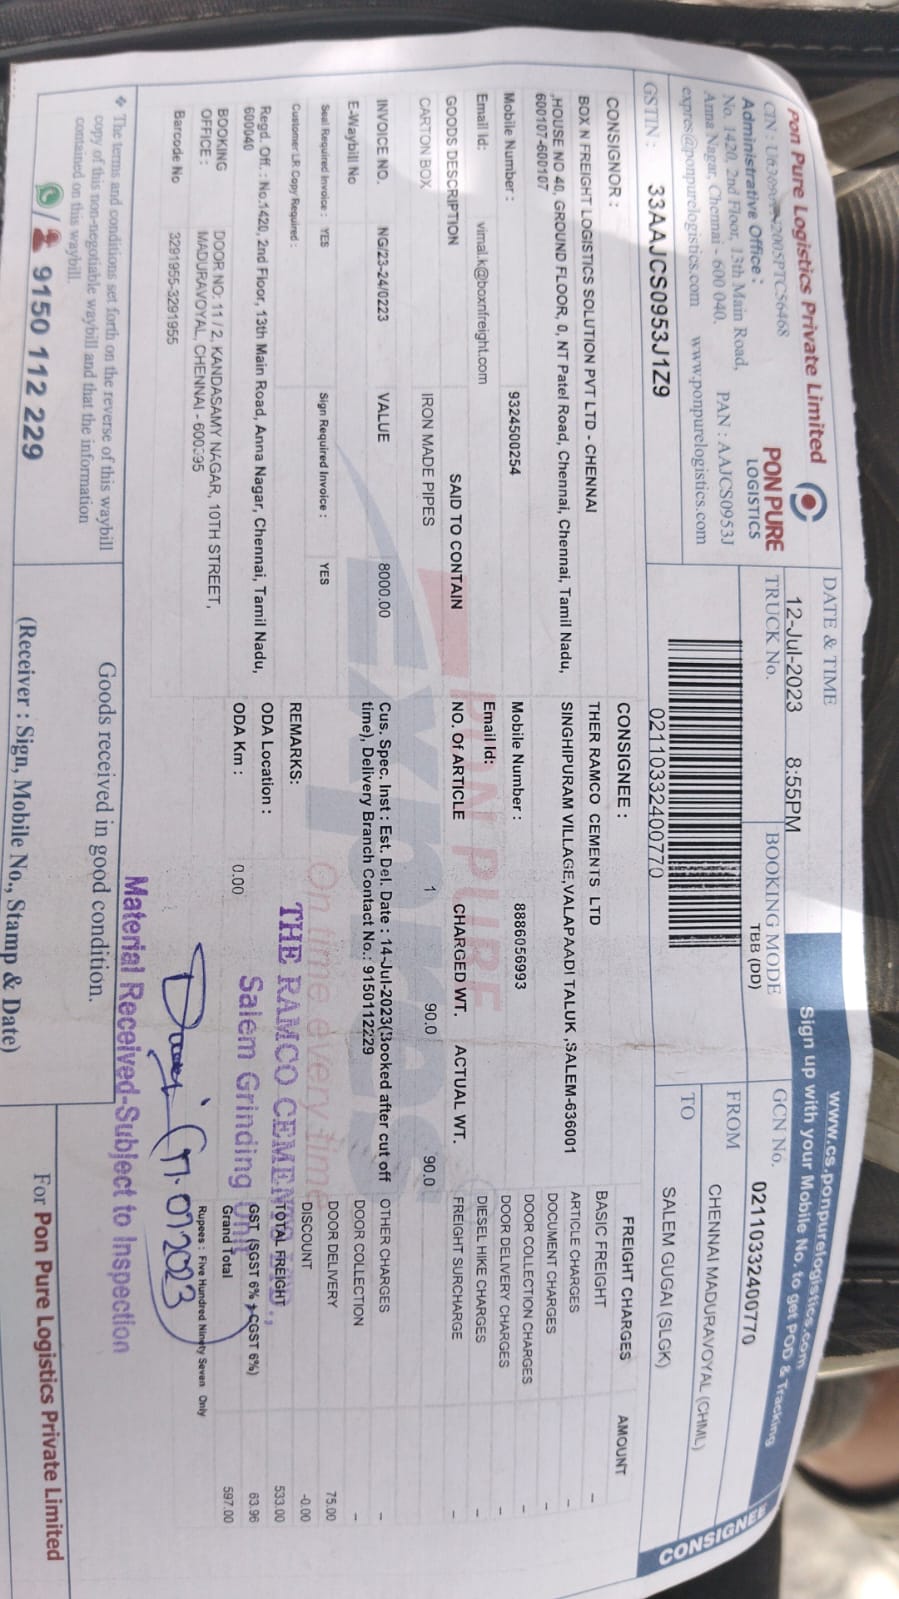 Pon Pure Logistics Private Limited
PON PURE
LOGISTICS
Administrative Office :
No. 1420, 2nd Floor, 13th Main Road,
Anna Nagar, Chennai - 600 040. PAN : AAJCS0953J
expres@ponpurelogistics.com www.ponpurelogistics.com
GSTIN : 33AAJCS0953J1Z9
DATE & TIME
12-Jul-2023 8:55PM
TRUCK No.
BOOKING MODE
TBB (DD)
02110332400770
www.cs.ponpurelogistics.com
Sign up with your Mobile No. to get POD & Tracking
CONSIGNEE
GCN No. 02110332400770
FROM CHENNAI MADURAVOYAL (CHML)
TO SALEM GUGAI (SLGK)
CONSIGNOR :
BOX N FREIGHT LOGISTICS SOLUTION PVT LTD - CHENNAI
,HOUSE NO 40, GROUND FLOOR, 0, NT Patel Road, Chennai, Chennai, Tamil Nadu,
600107-600107
Mobile Number : 9324500254
Email Id: vimal.k@boxnfreight.com
CONSIGNEE :
THER RAMCO CEMENTS LTD
SINGHIPURAM VILLAGE,VALAPAADI TALUK ,SALEM-636001
Mobile Number : 8886056993
Email Id:
GOODS DESCRIPTION SAID TO CONTAIN NO. Of ARTICLE 1 CHARGED WT. 90.0 ACTUAL WT. 90.0
CARTON BOX IRON MADE PIPES
INVOICE NO. NG/23-24/0223 VALUE 8000.00
E-Waybill No
Cus. Spec. Inst : Est. Del. Date : 14-Jul-2023(Booked after cut off
time), Delivery Branch Contact No.: 9150112229
Seal Required Invoice : YES Sign Required Invoice : YES
Customer LR Copy Required :
REMARKS:
Regd. Off. : No.1420, 2nd Floor, 13th Main Road, Anna Nagar, Chennai, Tamil Nadu,
600040
ODA Location :
ODA Km : 0.00
BOOKING OFFICE : DOOR NO: 11 / 2, KANDASAMY NAGAR, 10TH STREET,
MADURAVOYAL, CHENNAI - 600095
Barcode No 3291955-3291955
FREIGHT CHARGES AMOUNT
BASIC FREIGHT -
ARTICLE CHARGES -
DOCUMENT CHARGES -
DOOR COLLECTION CHARGES -
DOOR DELIVERY CHARGES -
DIESEL HIKE CHARGES -
FREIGHT SURCHARGE -
OTHER CHARGES -
DOOR COLLECTION -
DOOR DELIVERY 75.00
DISCOUNT -0.00
TOTAL FREIGHT 533.00
GST (SGST 6% + CGST 6%) 63.96
Grand Total 597.00
Rupees : Five Hundred Ninety Seven Only
PON PURE
Expres
On time every time
THE RAMCO CEMENTS
Salem Grinding Unit
Material Received-Subject to Inspection
❖ The terms and conditions set forth on the reverse of this waybill
copy of this non-negotiable waybill and that the information
contained on this waybill.
/ 9150 112 229
Goods received in good condition.
(Receiver : Sign, Mobile No., Stamp & Date)
For Pon Pure Logistics Private Limited